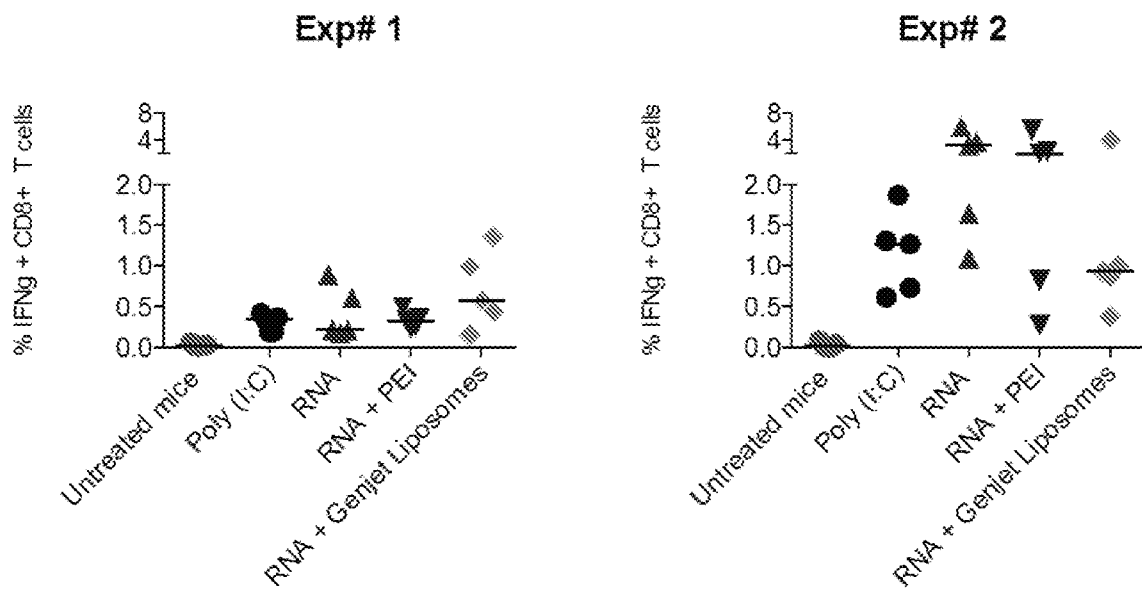 Exp# 1
% IFNg + CD8+ T cells
8
4
2.0
1.5
1.0
0.5
0.0
Untreated mice
Poly (I:C)
RNA
RNA + PEI
RNA + Genjet Liposomes
Exp# 2
% IFNg + CD8+ T cells
8
4
2.0
1.5
1.0
0.5
0.0
Untreated mice
Poly (I:C)
RNA
RNA + PEI
RNA + Genjet Liposomes